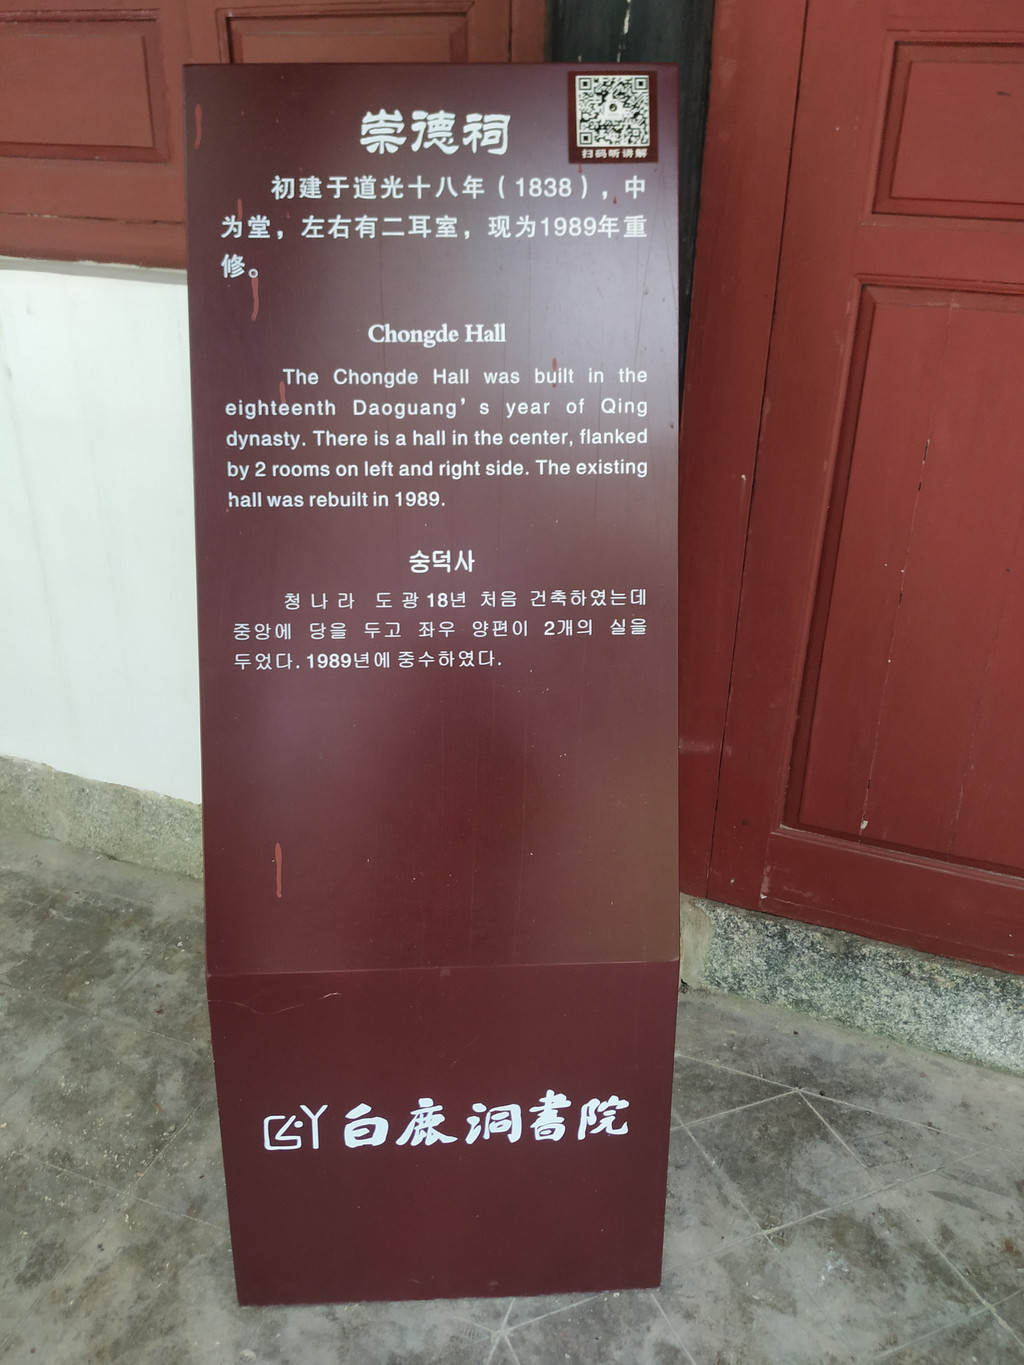 崇德祠
扫码听讲解
初建于道光十八年（1838），中
为堂，左右有二耳室，现为1989年重
修。
Chongde Hall
The Chongde Hall was built in the
eighteenth Daoguang’s year of Qing
dynasty. There is a hall in the center, flanked
by 2 rooms on left and right side. The existing
hall was rebuilt in 1989.
숭덕사
청나라 도광18년 처음 건축하였는데
중앙에 당을 두고 좌우 양편이 2개의 실을
두었다. 1989년에 중수하였다.
白鹿洞書院